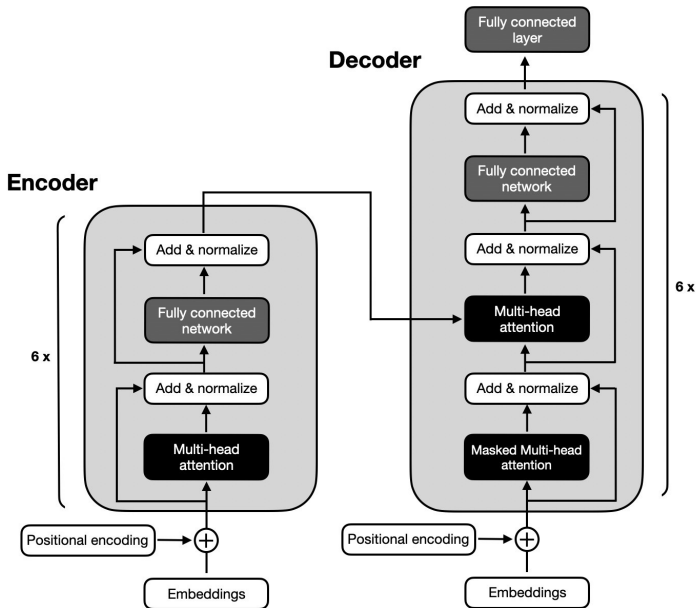 Encoder
6 x
Add & normalize
Fully connected
network
Add & normalize
Multi-head
attention
Positional encoding
+
Embeddings
Decoder
Fully connected
layer
6 x
Add & normalize
Fully connected
network
Add & normalize
Multi-head
attention
Add & normalize
Masked Multi-head
attention
Positional encoding
+
Embeddings